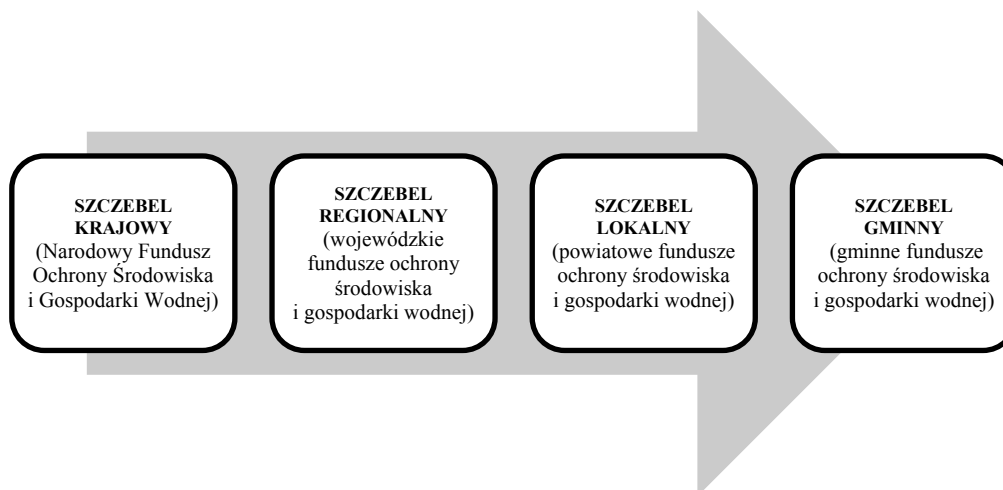 SZCZEBEL
KRAJOWY
(Narodowy Fundusz
Ochrony Środowiska
i Gospodarki Wodnej)
SZCZEBEL
REGIONALNY
(wojewódzkie
fundusze ochrony
środowiska
i gospodarki wodnej)
SZCZEBEL
LOKALNY
(powiatowe fundusze
ochrony środowiska
i gospodarki wodnej)
SZCZEBEL
GMINNY
(gminne fundusze
ochrony środowiska
i gospodarki wodnej)